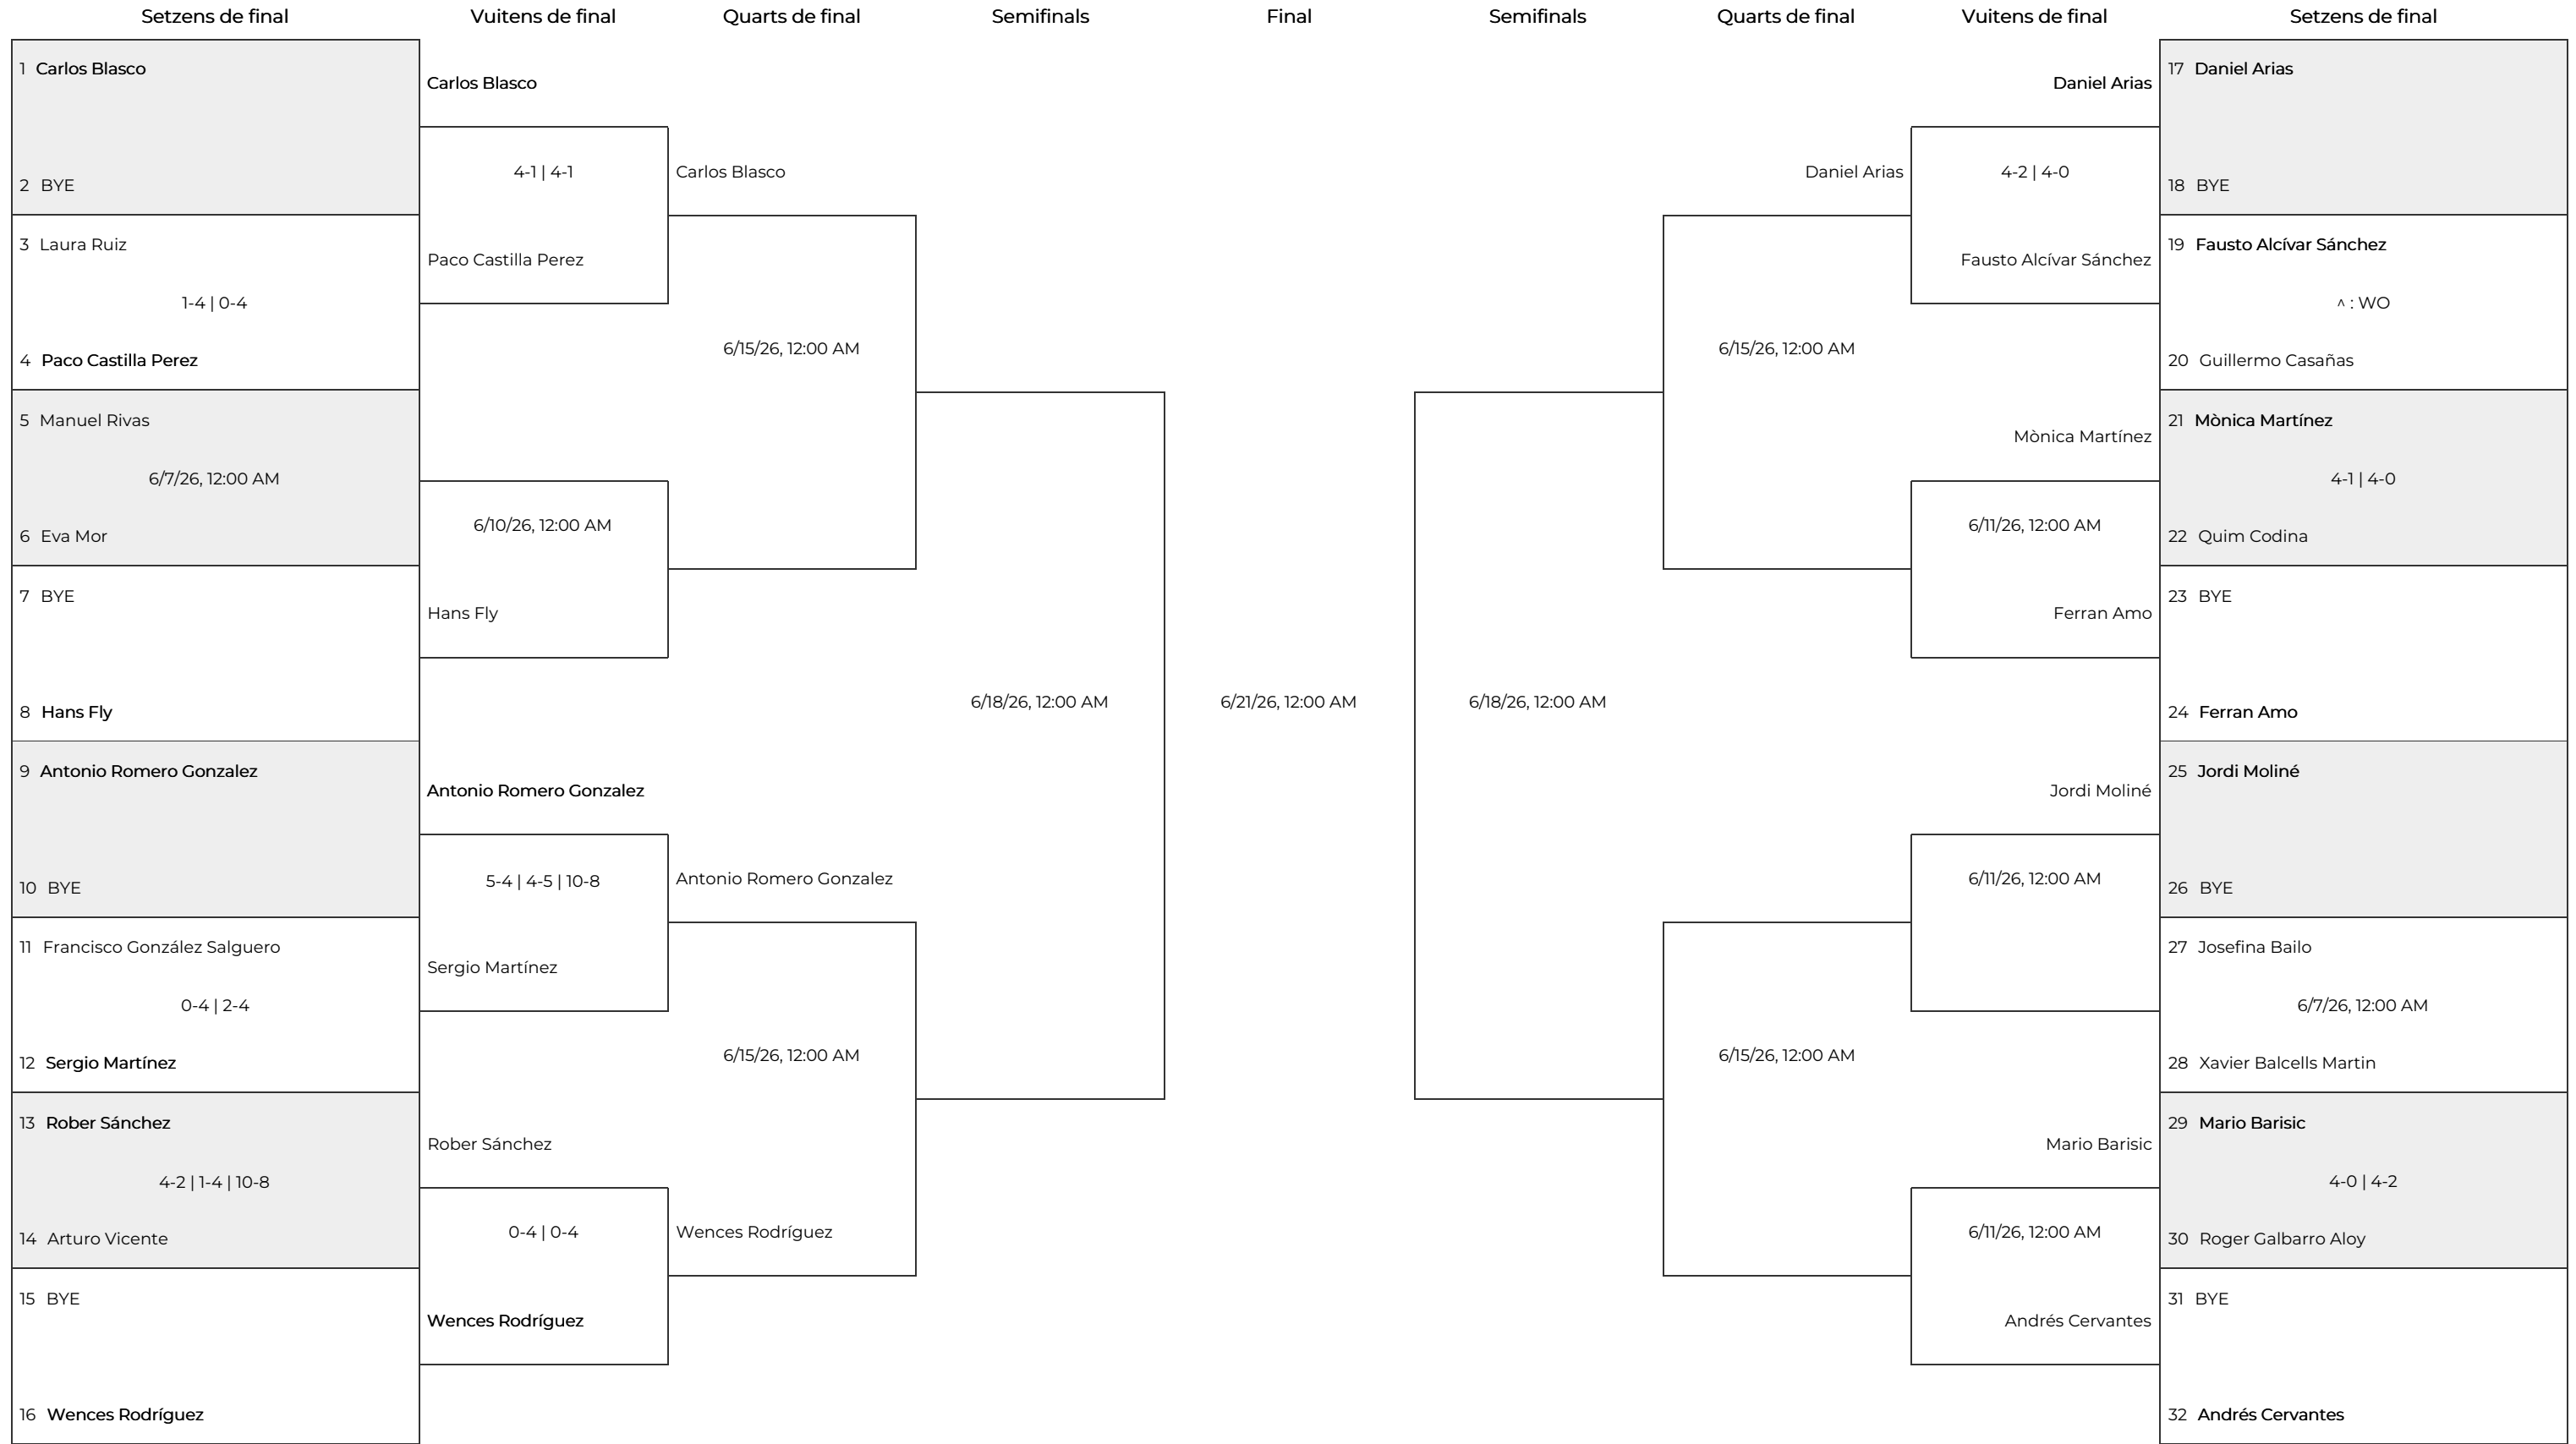 Setzens de final
Vuitens de final
Quarts de final
Semifinals
Final
Semifinals
Quarts de final
Vuitens de final
Setzens de final
1 Carlos Blasco
2 BYE
3 Laura Ruiz
1-4 | 0-4
4 Paco Castilla Perez
5 Manuel Rivas
6/7/26, 12:00 AM
6 Eva Mor
7 BYE
8 Hans Fly
9 Antonio Romero Gonzalez
10 BYE
11 Francisco González Salguero
0-4 | 2-4
12 Sergio Martínez
13 Rober Sánchez
4-2 | 1-4 | 10-8
14 Arturo Vicente
15 BYE
16 Wences Rodríguez
Carlos Blasco
4-1 | 4-1
Paco Castilla Perez
6/10/26, 12:00 AM
Hans Fly
Antonio Romero Gonzalez
5-4 | 4-5 | 10-8
Sergio Martínez
Rober Sánchez
0-4 | 0-4
Wences Rodríguez
Carlos Blasco
6/15/26, 12:00 AM
Antonio Romero Gonzalez
6/15/26, 12:00 AM
Wences Rodríguez
6/18/26, 12:00 AM
6/21/26, 12:00 AM
6/18/26, 12:00 AM
Daniel Arias
6/15/26, 12:00 AM
6/15/26, 12:00 AM
Daniel Arias
4-2 | 4-0
Fausto Alcívar Sánchez
Mònica Martínez
6/11/26, 12:00 AM
Ferran Amo
Jordi Moliné
6/11/26, 12:00 AM
Mario Barisic
6/11/26, 12:00 AM
Andrés Cervantes
17 Daniel Arias
18 BYE
19 Fausto Alcívar Sánchez
^ : WO
20 Guillermo Casañas
21 Mònica Martínez
4-1 | 4-0
22 Quim Codina
23 BYE
24 Ferran Amo
25 Jordi Moliné
26 BYE
27 Josefina Bailo
6/7/26, 12:00 AM
28 Xavier Balcells Martin
29 Mario Barisic
4-0 | 4-2
30 Roger Galbarro Aloy
31 BYE
32 Andrés Cervantes